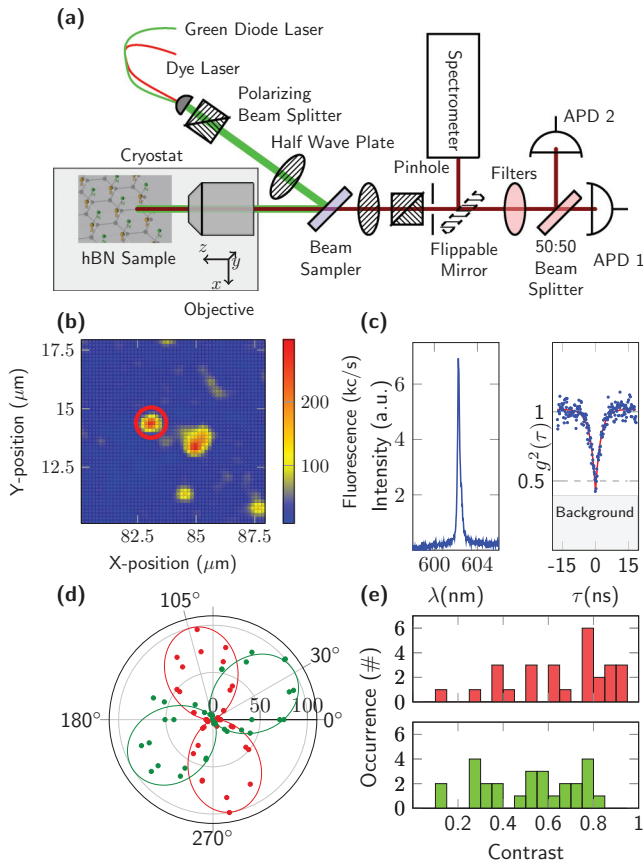 (a)
Green Diode Laser
Dye Laser
Polarizing
Beam Splitter
Half Wave Plate
Cryostat
hBN Sample
z
y
x
Objective
Beam
Sampler
Pinhole
Spectrometer
Flippable
Mirror
Filters
50:50
Beam
Splitter
APD 2
APD 1
(b)
Y-position (μm)
17.5
15
12.5
82.5 85 87.5
X-position (μm)
200
100
Fluorescence (kc/s)
(c)
Intensity (a.u.)
6
4
2
600 604
λ(nm)
g²(τ)
1
0.5
Background
-15 0 15
τ(ns)
(d)
105°
30°
0 50 100 0°
180°
270°
(e)
Occurrence (#)
6
4
2
0
6
4
2
0
0.2 0.4 0.6 0.8 1
Contrast